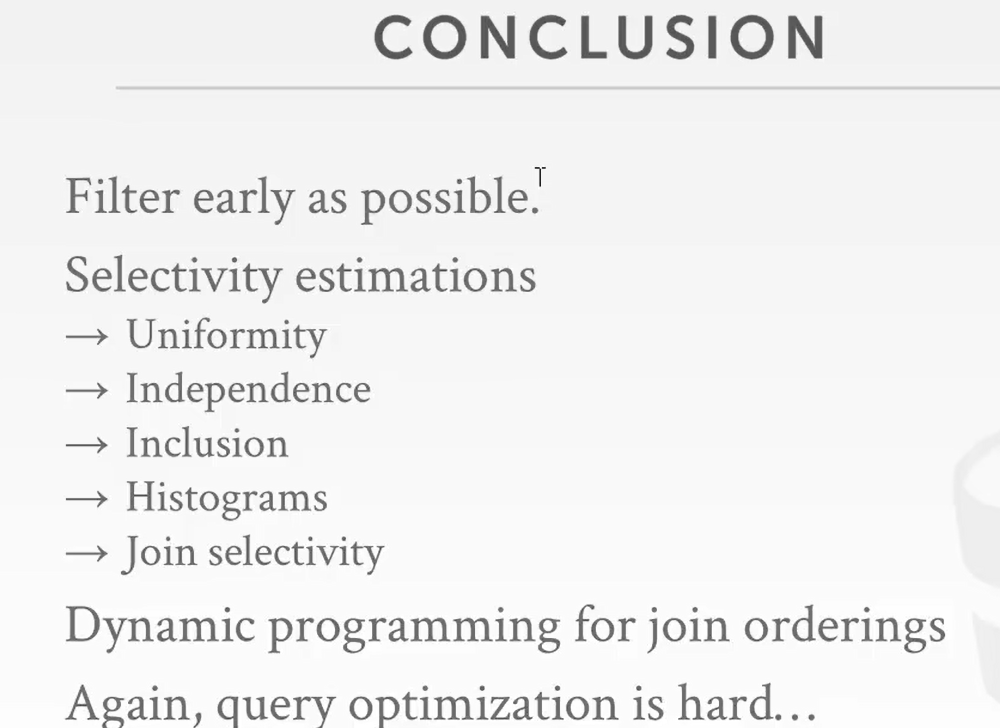 CONCLUSION
Filter early as possible.
Selectivity estimations
→ Uniformity
→ Independence
→ Inclusion
→ Histograms
→ Join selectivity
Dynamic programming for join orderings
Again, query optimization is hard…